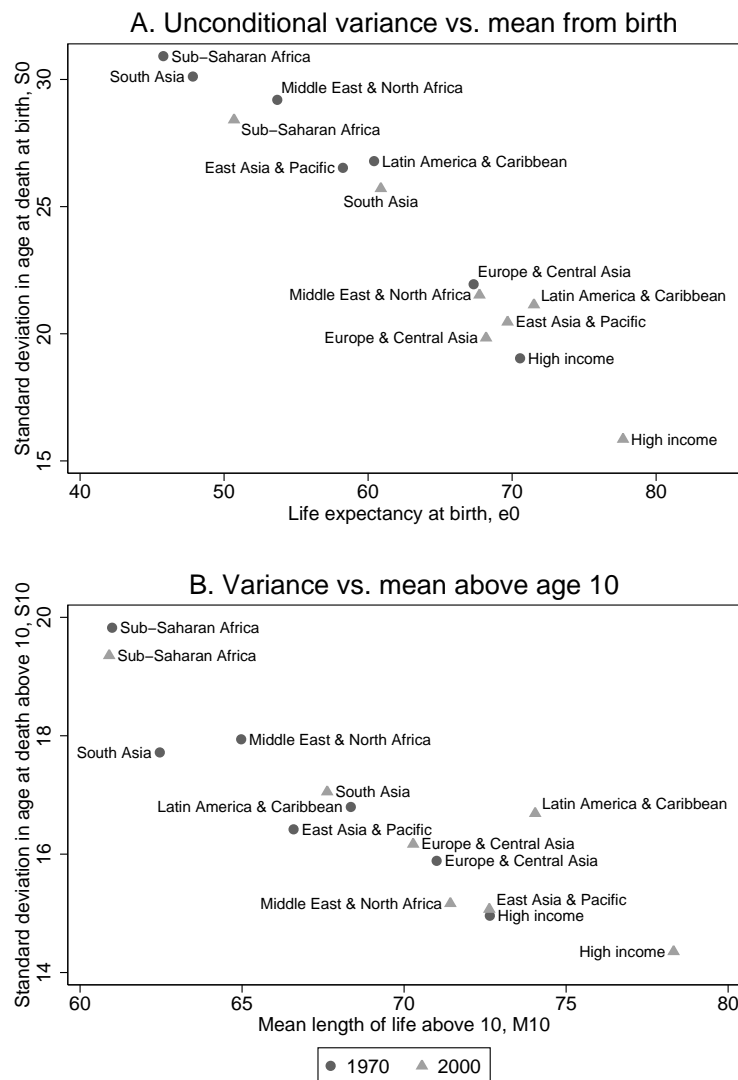 A. Unconditional variance vs. mean from birth
Standard deviation in age at death at birth, S0
30
25
20
15
Sub−Saharan Africa
South Asia
Middle East & North Africa
Sub−Saharan Africa
East Asia & Pacific
Latin America & Caribbean
South Asia
Europe & Central Asia
Middle East & North Africa
Latin America & Caribbean
East Asia & Pacific
Europe & Central Asia
High income
High income
40 50 60 70 80
Life expectancy at birth, e0
B. Variance vs. mean above age 10
Standard deviation in age at death above 10, S10
20
18
16
14
Sub−Saharan Africa
Sub−Saharan Africa
Middle East & North Africa
South Asia
South Asia
Latin America & Caribbean
Latin America & Caribbean
East Asia & Pacific
Europe & Central Asia
Europe & Central Asia
Middle East & North Africa
East Asia & Pacific
High income
High income
60 65 70 75 80
Mean length of life above 10, M10
1970 2000